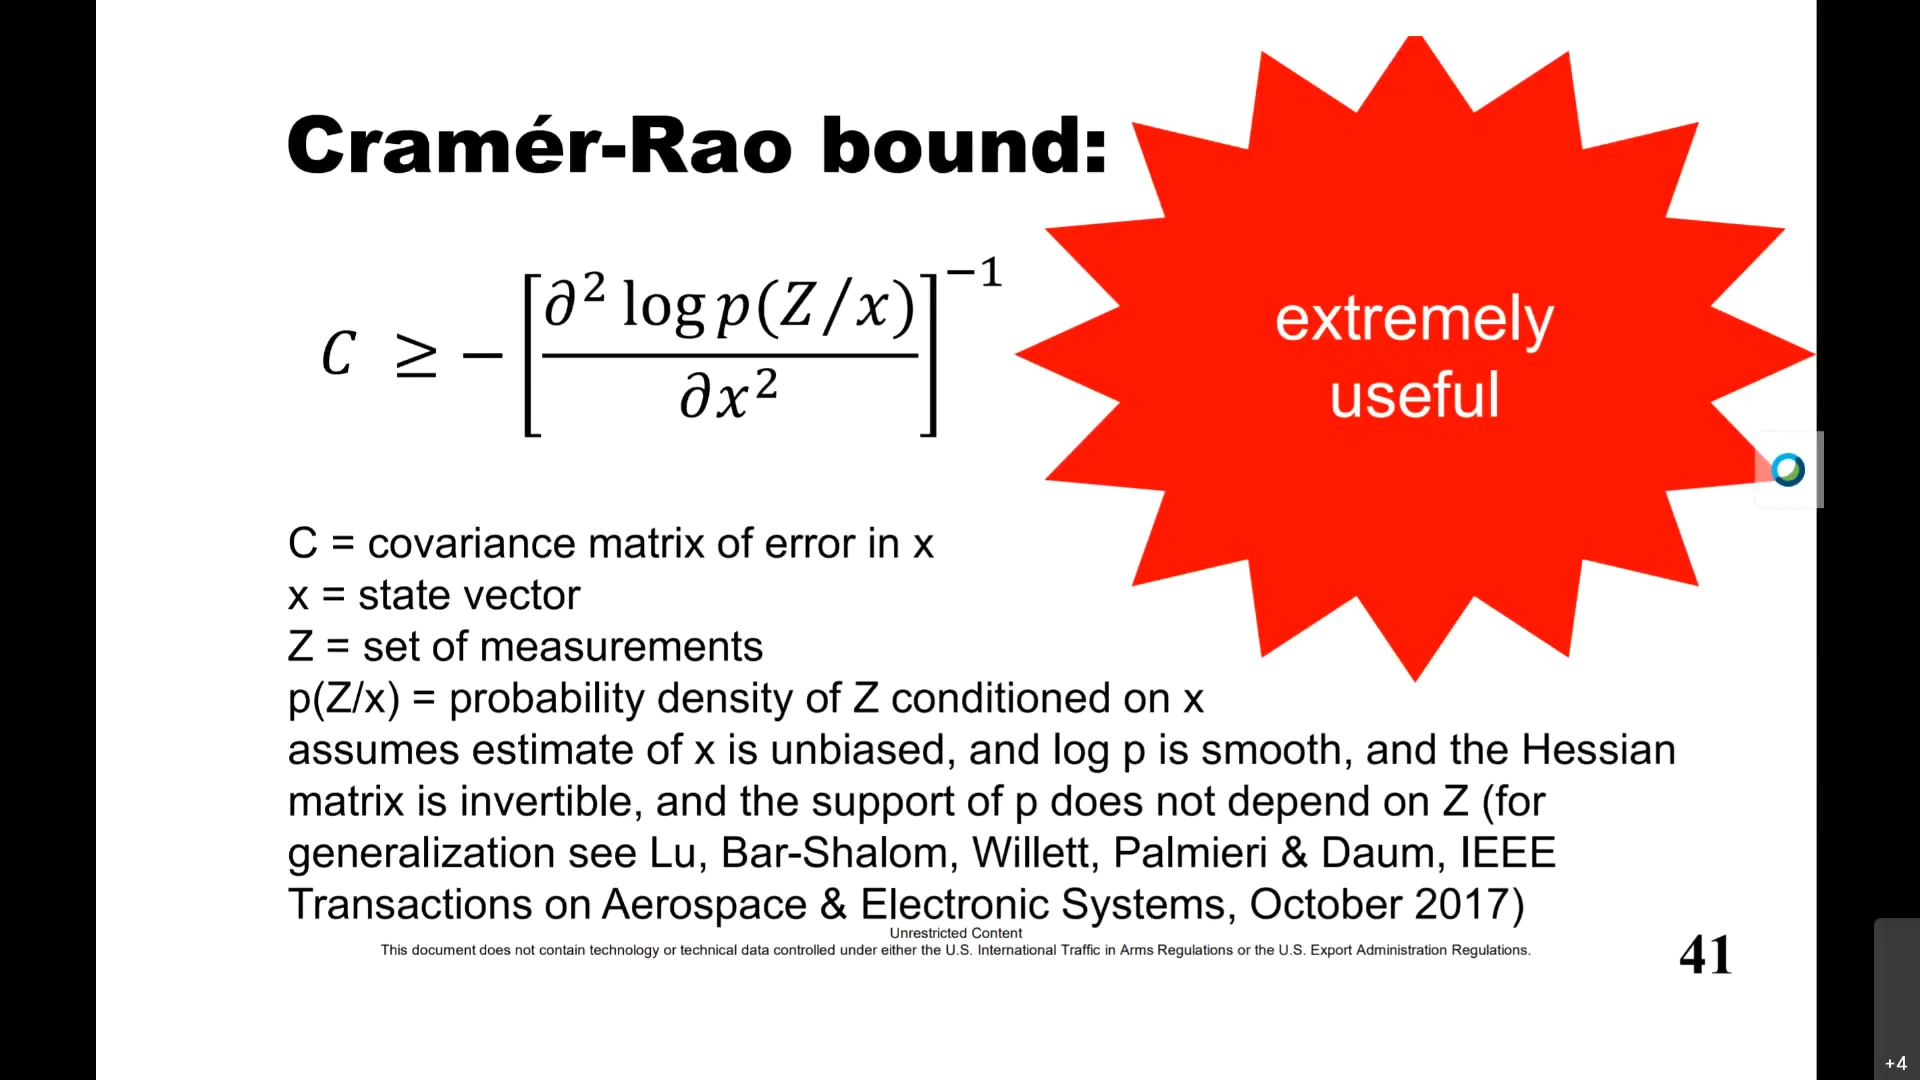 Cramér-Rao bound:
C ≥ − [∂² log p(Z/x) / ∂x²]⁻¹
extremely
useful
C = covariance matrix of error in x
x = state vector
Z = set of measurements
p(Z/x) = probability density of Z conditioned on x
assumes estimate of x is unbiased, and log p is smooth, and the Hessian
matrix is invertible, and the support of p does not depend on Z (for
generalization see Lu, Bar-Shalom, Willett, Palmieri & Daum, IEEE
Transactions on Aerospace & Electronic Systems, October 2017)
Unrestricted Content
This document does not contain technology or technical data controlled under either the U.S. International Traffic in Arms Regulations or the U.S. Export Administration Regulations.
41
+4